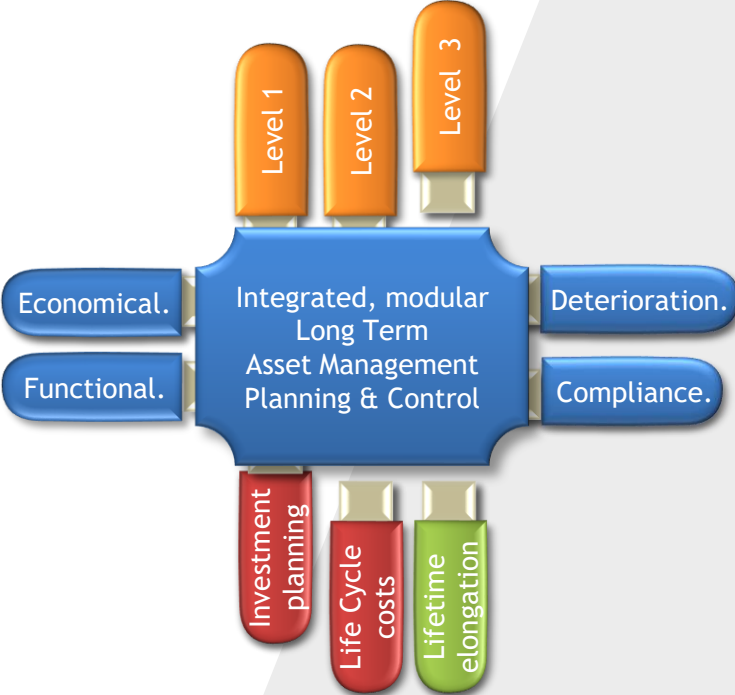 Level 1
Level 2
Level 3
Economical.
Functional.
Integrated, modular
Long Term
Asset Management
Planning & Control
Deterioration.
Compliance.
Investment
planning
Life Cycle
costs
Lifetime
elongation